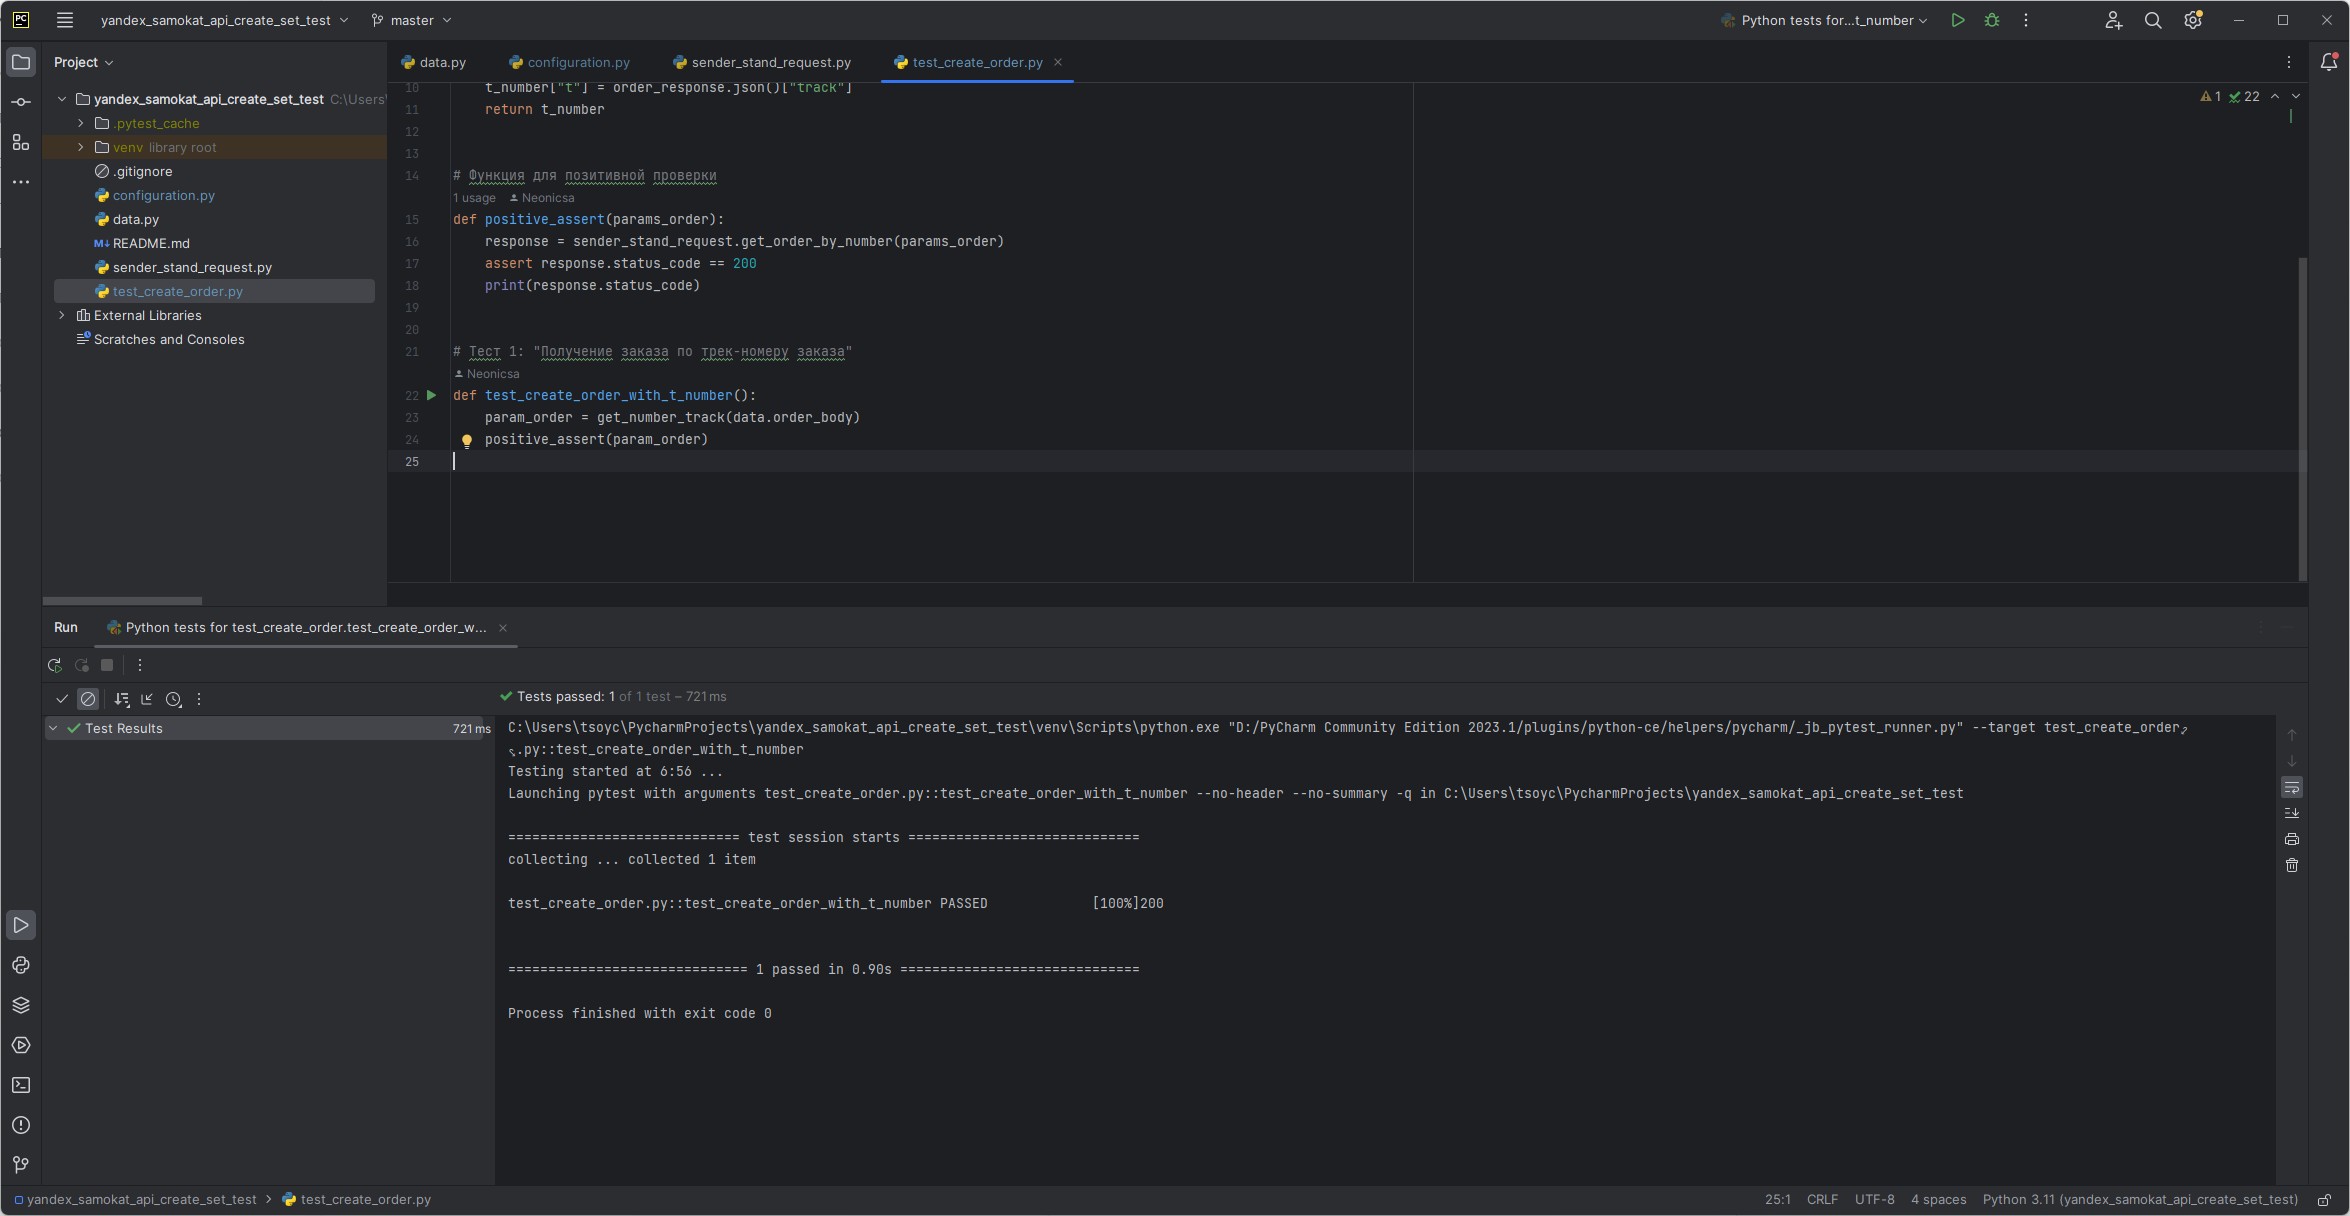 PC
yandex_samokat_api_create_set_test
master
Python tests for...t_number
Project
data.py
configuration.py
sender_stand_request.py
test_create_order.py
yandex_samokat_api_create_set_test C:\Users\
.pytest_cache
venv library root
.gitignore
configuration.py
data.py
M↓ README.md
sender_stand_request.py
test_create_order.py
External Libraries
Scratches and Consoles
1 22
10 t_number["t"] = order_response.json()["track"]
11 return t_number
12
13
14 # Функция для позитивной проверки
1 usage Neonicsa
15 def positive_assert(params_order):
16 response = sender_stand_request.get_order_by_number(params_order)
17 assert response.status_code == 200
18 print(response.status_code)
19
20
21 # Тест 1: "Получение заказа по трек-номеру заказа"
Neonicsa
22 def test_create_order_with_t_number():
23 param_order = get_number_track(data.order_body)
24 positive_assert(param_order)
25
Run
Python tests for test_create_order.test_create_order_w...
Tests passed: 1 of 1 test – 721 ms
Test Results 721 ms
C:\Users\tsoyc\PycharmProjects\yandex_samokat_api_create_set_test\venv\Scripts\python.exe "D:/PyCharm Community Edition 2023.1/plugins/python-ce/helpers/pycharm/_jb_pytest_runner.py" --target test_create_order
.py::test_create_order_with_t_number
Testing started at 6:56 ...
Launching pytest with arguments test_create_order.py::test_create_order_with_t_number --no-header --no-summary -q in C:\Users\tsoyc\PycharmProjects\yandex_samokat_api_create_set_test
============================= test session starts =============================
collecting ... collected 1 item
test_create_order.py::test_create_order_with_t_number PASSED [100%]200
============================== 1 passed in 0.90s ==============================
Process finished with exit code 0
yandex_samokat_api_create_set_test > test_create_order.py
25:1 CRLF UTF-8 4 spaces Python 3.11 (yandex_samokat_api_create_set_test)